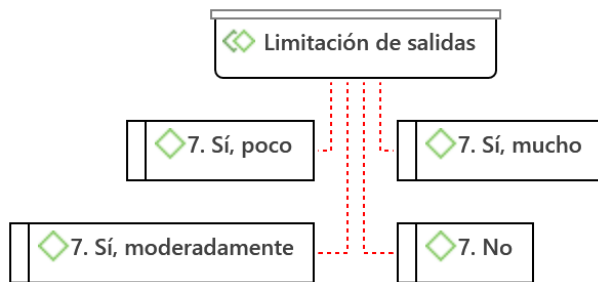 Limitación de salidas
7. Sí, poco
7. Sí, mucho
7. Sí, moderadamente
7. No